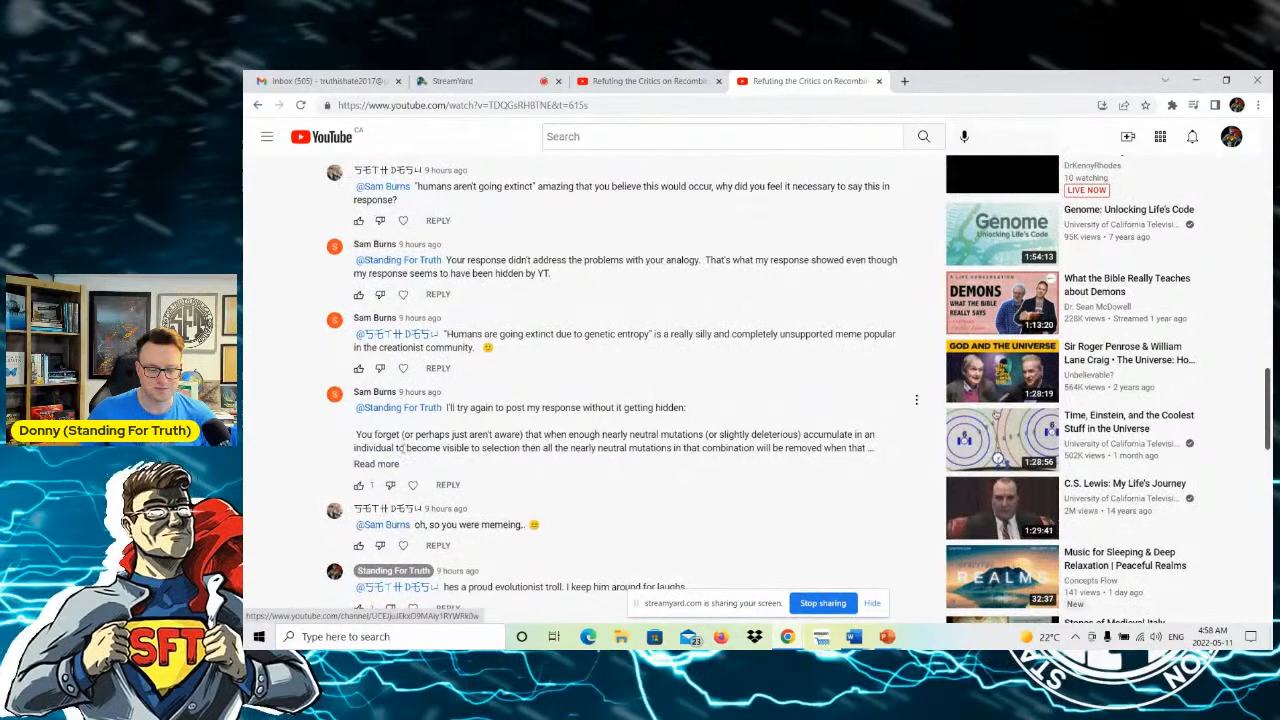 Inbox (505) - truthishate2017@g
StreamYard
Refuting the Critics on Recombin
Refuting the Critics on Recombin
https://www.youtube.com/watch?v=TDQGsRHBTNE&t=615s
YouTube CA
Search
9 hours ago
@Sam Burns "humans aren't going extinct" amazing that you believe this would occur, why did you feel it necessary to say this in
response?
REPLY
Sam Burns 9 hours ago
@Standing For Truth Your response didn't address the problems with your analogy. That's what my response showed even though
my response seems to have been hidden by YT.
REPLY
Sam Burns 9 hours ago
"Humans are going extinct due to genetic entropy" is a really silly and completely unsupported meme popular
in the creationist community.
REPLY
Sam Burns 9 hours ago
@Standing For Truth I'll try again to post my response without it getting hidden:
You forget (or perhaps just aren't aware) that when enough nearly neutral mutations (or slightly deleterious) accumulate in an
individual to become visible to selection then all the nearly neutral mutations in that combination will be removed when that ...
Read more
1 REPLY
9 hours ago
@Sam Burns oh, so you were memeing..
REPLY
Standing For Truth 9 hours ago
hes a proud evolutionist troll. I keep him around for laughs
DrKennyRhodes
10 watching
LIVE NOW
Genome: Unlocking Life's Code
University of California Televisi...
95K views • 7 years ago
Genome
Unlocking Life's Code
1:54:13
What the Bible Really Teaches
about Demons
Dr. Sean McDowell
228K views • Streamed 1 year ago
DEMONS
WHAT THE BIBLE
REALLY SAYS
1:13:20
Sir Roger Penrose & William
Lane Craig • The Universe: Ho...
Unbelievable?
564K views • 2 years ago
GOD AND THE UNIVERSE
1:28:19
Time, Einstein, and the Coolest
Stuff in the Universe
University of California Televisi...
502K views • 1 month ago
1:28:56
C.S. Lewis: My Life's Journey
University of California Televisi...
2M views • 14 years ago
1:29:41
Music for Sleeping & Deep
Relaxation | Peaceful Realms
Concepts Flow
141 views • 1 day ago
New
REALMS
32:37
streamyard.com is sharing your screen.
Stop sharing
Hide
Type here to search
23
22°C
ENG
4:58 AM
2022-05-11
Donny (Standing For Truth)
SFT